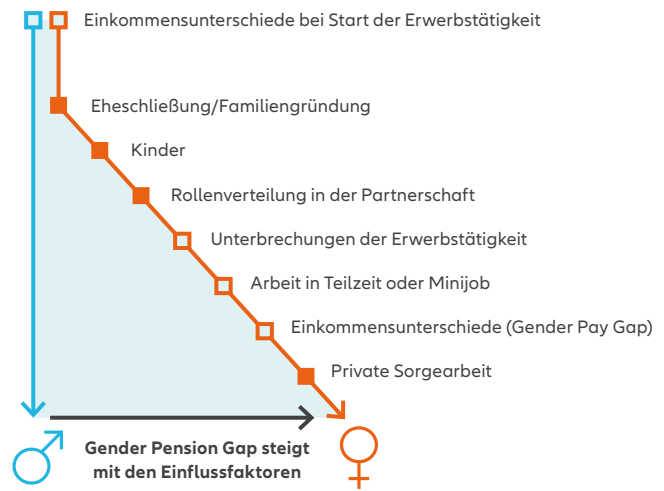 Einkommensunterschiede bei Start der Erwerbstätigkeit
Eheschließung/Familiengründung
Kinder
Rollenverteilung in der Partnerschaft
Unterbrechungen der Erwerbstätigkeit
Arbeit in Teilzeit oder Minijob
Einkommensunterschiede (Gender Pay Gap)
Private Sorgearbeit
Gender Pension Gap steigt
mit den Einflussfaktoren